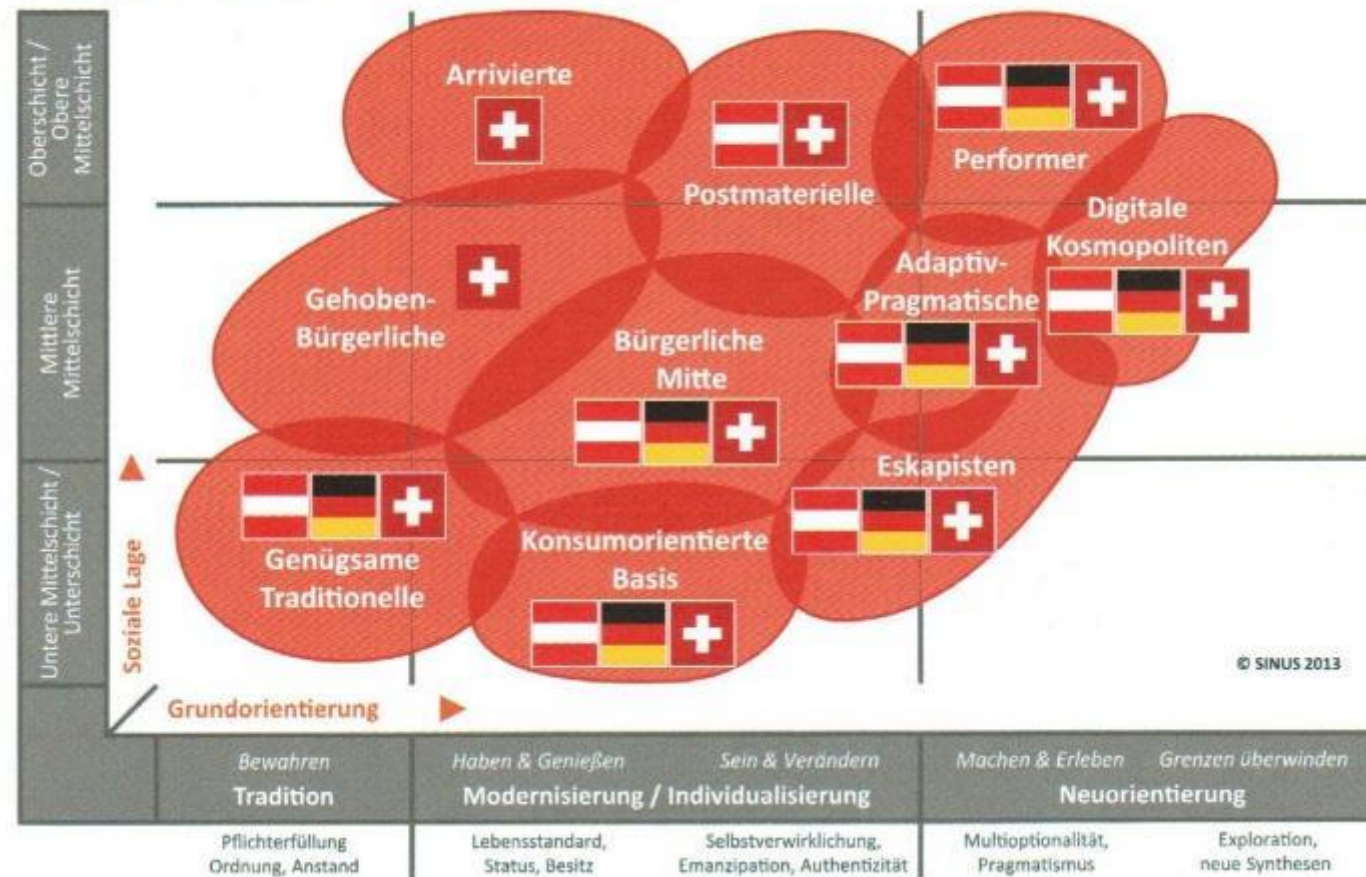 Oberschicht /
Obere
Mittelschicht
Mittlere
Mittelschicht
Untere Mittelschicht /
Unterschicht
Soziale Lage
Arrivierte
Postmaterielle
Performer
Digitale
Kosmopoliten
Gehoben-
Bürgerliche
Adaptiv-
Pragmatische
Bürgerliche
Mitte
Eskapisten
Genügsame
Traditionelle
Konsumorientierte
Basis
© SINUS 2013
Grundorientierung
Bewahren
Tradition
Haben & Genießen
Sein & Verändern
Modernisierung / Individualisierung
Machen & Erleben
Grenzen überwinden
Neuorientierung
Pflichterfüllung
Ordnung, Anstand
Lebensstandard,
Status, Besitz
Selbstverwirklichung,
Emanzipation, Authentizität
Multioptionalität,
Pragmatismus
Exploration,
neue Synthesen